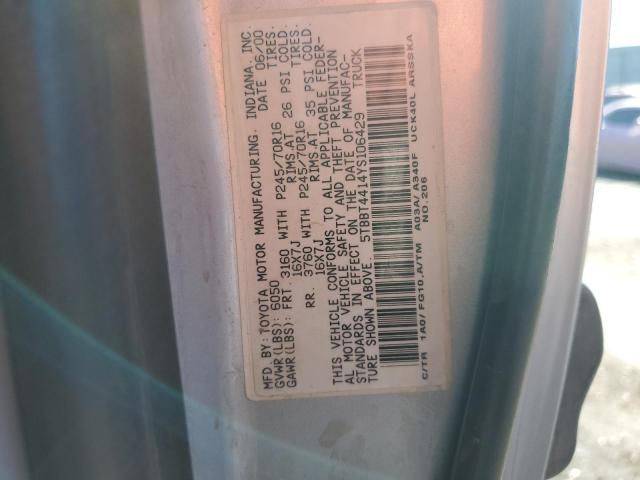 MFD. BY: TOYOTA MOTOR MANUFACTURING. INDIANA, INC.
GVWR(LBS): 6050 DATE 06/00
GAWR(LBS): FRT. 3160 WITH P245/70R16 TIRES.
16X7J RIMS.AT 26 PSI COLD.
RR. 3760 WITH P245/70R16 TIRES.
16X7J RIMS.AT 35 PSI COLD.
THIS VEHICLE CONFORMS TO ALL APPLICABLE FEDER-
AL MOTOR VEHICLE SAFETY AND THEFT PREVENTION
STANDARDS IN EFFECT ON THE DATE OF MANUFAC-
TURE SHOWN ABOVE. 5TBBT4414YS106429 TRUCK
C/TR 1A0/FG10.A/TM A03A/A340F UCK40L ARSSKA
NO.206